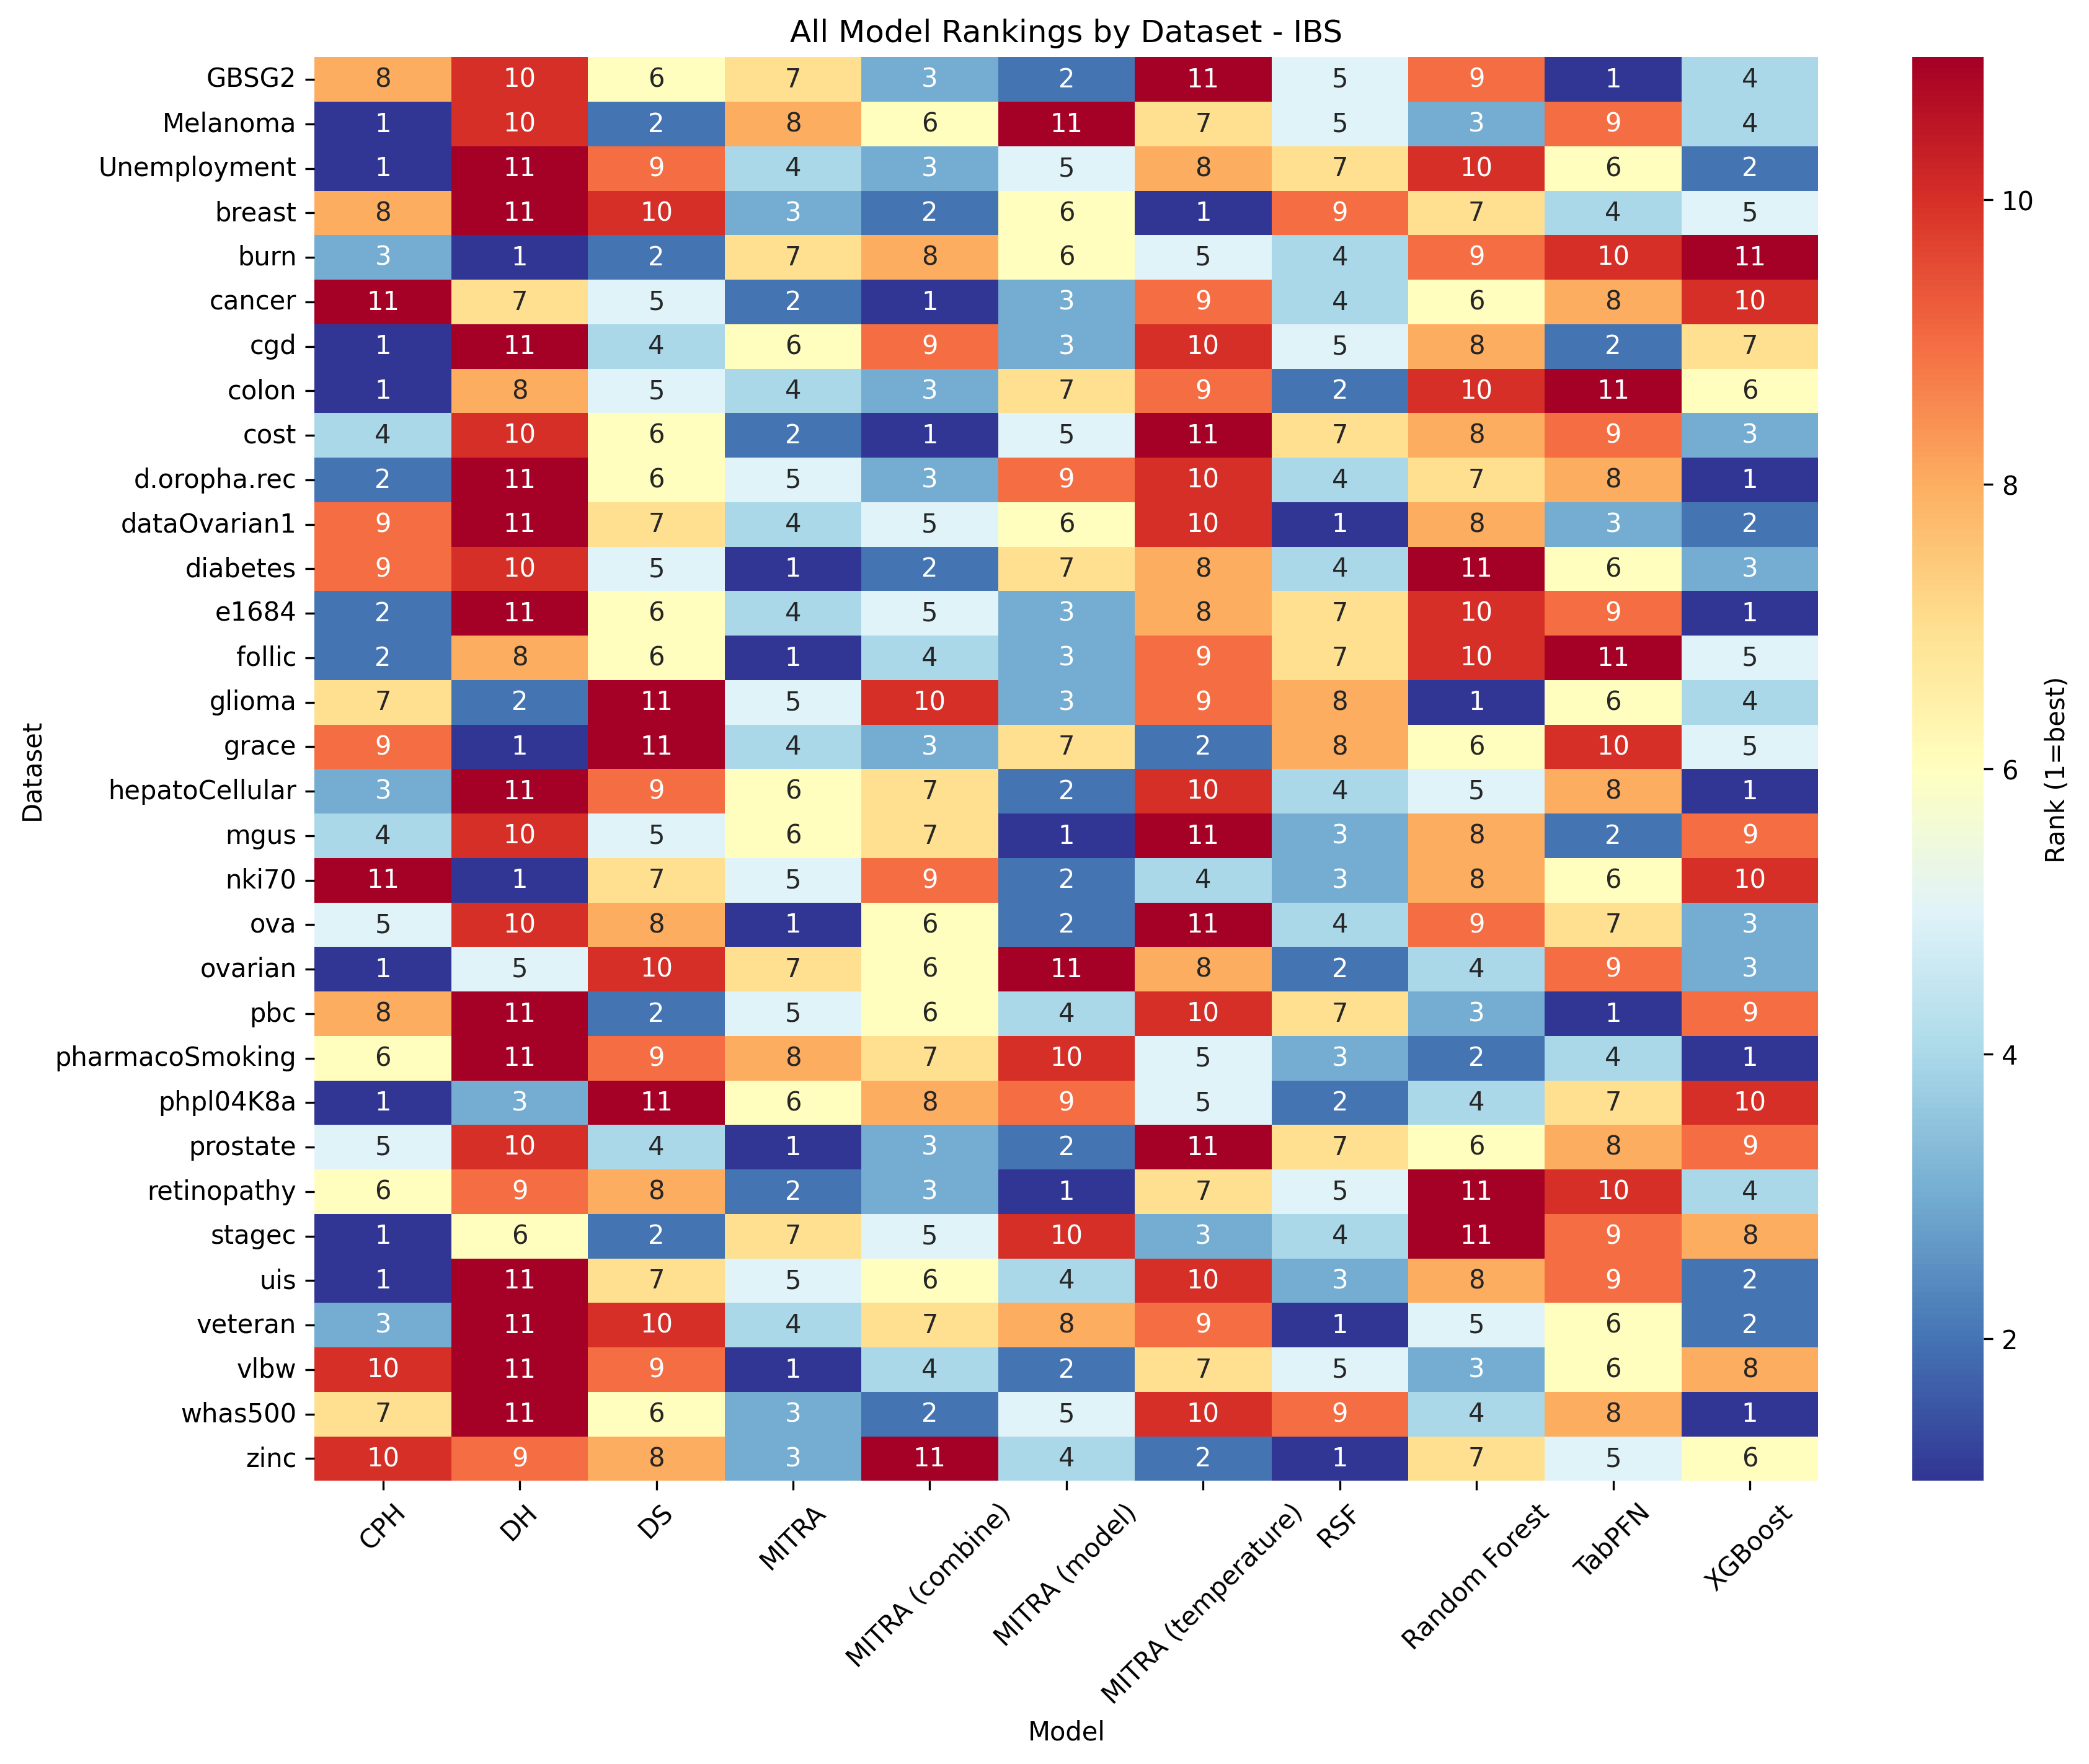 All Model Rankings by Dataset - IBS
GBSG2 8 10 6 7 3 2 11 5 9 1 4
Melanoma 1 10 2 8 6 11 7 5 3 9 4
Unemployment 1 11 9 4 3 5 8 7 10 6 2
breast 8 11 10 3 2 6 1 9 7 4 5
burn 3 1 2 7 8 6 5 4 9 10 11
cancer 11 7 5 2 1 3 9 4 6 8 10
cgd 1 11 4 6 9 3 10 5 8 2 7
colon 1 8 5 4 3 7 9 2 10 11 6
cost 4 10 6 2 1 5 11 7 8 9 3
d.oropha.rec 2 11 6 5 3 9 10 4 7 8 1
dataOvarian1 9 11 7 4 5 6 10 1 8 3 2
diabetes 9 10 5 1 2 7 8 4 11 6 3
e1684 2 11 6 4 5 3 8 7 10 9 1
follic 2 8 6 1 4 3 9 7 10 11 5
glioma 7 2 11 5 10 3 9 8 1 6 4
grace 9 1 11 4 3 7 2 8 6 10 5
hepatoCellular 3 11 9 6 7 2 10 4 5 8 1
mgus 4 10 5 6 7 1 11 3 8 2 9
nki70 11 1 7 5 9 2 4 3 8 6 10
ova 5 10 8 1 6 2 11 4 9 7 3
ovarian 1 5 10 7 6 11 8 2 4 9 3
pbc 8 11 2 5 6 4 10 7 3 1 9
pharmacoSmoking 6 11 9 8 7 10 5 3 2 4 1
phpl04K8a 1 3 11 6 8 9 5 2 4 7 10
prostate 5 10 4 1 3 2 11 7 6 8 9
retinopathy 6 9 8 2 3 1 7 5 11 10 4
stagec 1 6 2 7 5 10 3 4 11 9 8
uis 1 11 7 5 6 4 10 3 8 9 2
veteran 3 11 10 4 7 8 9 1 5 6 2
vlbw 10 11 9 1 4 2 7 5 3 6 8
whas500 7 11 6 3 2 5 10 9 4 8 1
zinc 10 9 8 3 11 4 2 1 7 5 6
CPH DH DS MITRA MITRA (combine) MITRA (model) MITRA (temperature) RSF Random Forest TabPFN XGBoost
Model
Dataset
10
8
6
4
2
Rank (1=best)